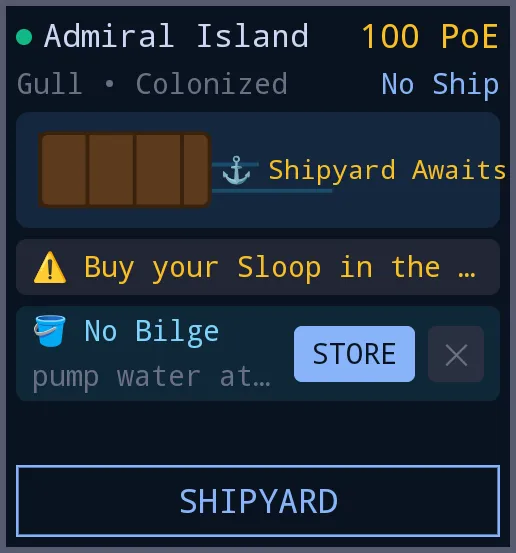 Admiral Island 100 PoE
Gull • Colonized No Ship
⚓ Shipyard Awaits
⚠️ Buy your Sloop in the …
🪣 No Bilge
pump water at…
STORE
SHIPYARD